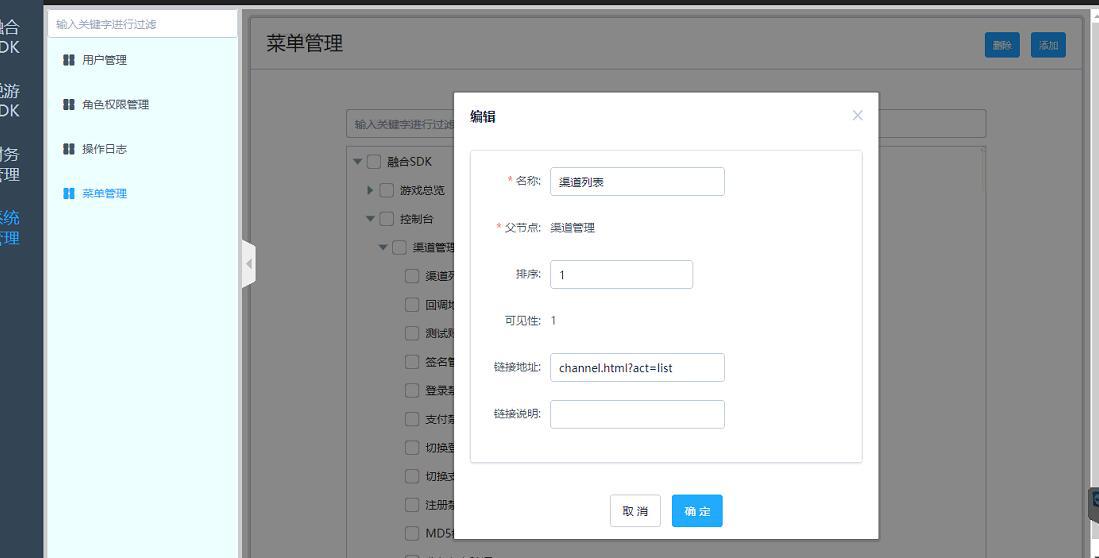 融合
SDK
游
DK
财务
管理
系统
管理
输入关键字进行过滤
用户管理
角色权限管理
操作日志
菜单管理
菜单管理
删除
添加
输入关键字进行过滤
融合SDK
游戏总览
控制台
渠道管理
渠道列
回调地
测试账
签名管
登录
支付
切换登
切换支
注册
MD5
编辑
* 名称:
渠道列表
* 父节点:
渠道管理
排序:
1
可见性:
1
链接地址:
channel.html?act=list
链接说明:
取 消
确 定